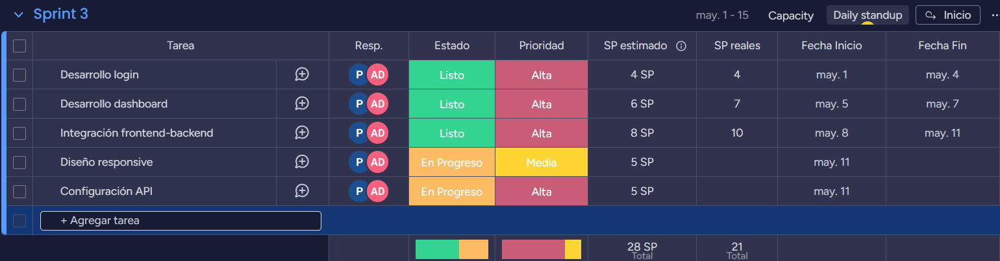 Sprint 3 may. 1 - 15 Capacity Daily standup Inicio
Tarea Resp. Estado Prioridad SP estimado SP reales Fecha Inicio Fecha Fin
Desarrollo login P AD Listo Alta 4 SP 4 may. 1 may. 4
Desarrollo dashboard P AD Listo Alta 6 SP 7 may. 5 may. 7
Integración frontend-backend P AD Listo Alta 8 SP 10 may. 8 may. 11
Diseño responsive P AD En Progreso Media 5 SP may. 11
Configuración API P AD En Progreso Alta 5 SP may. 11
+ Agregar tarea
28 SP 21
Total Total